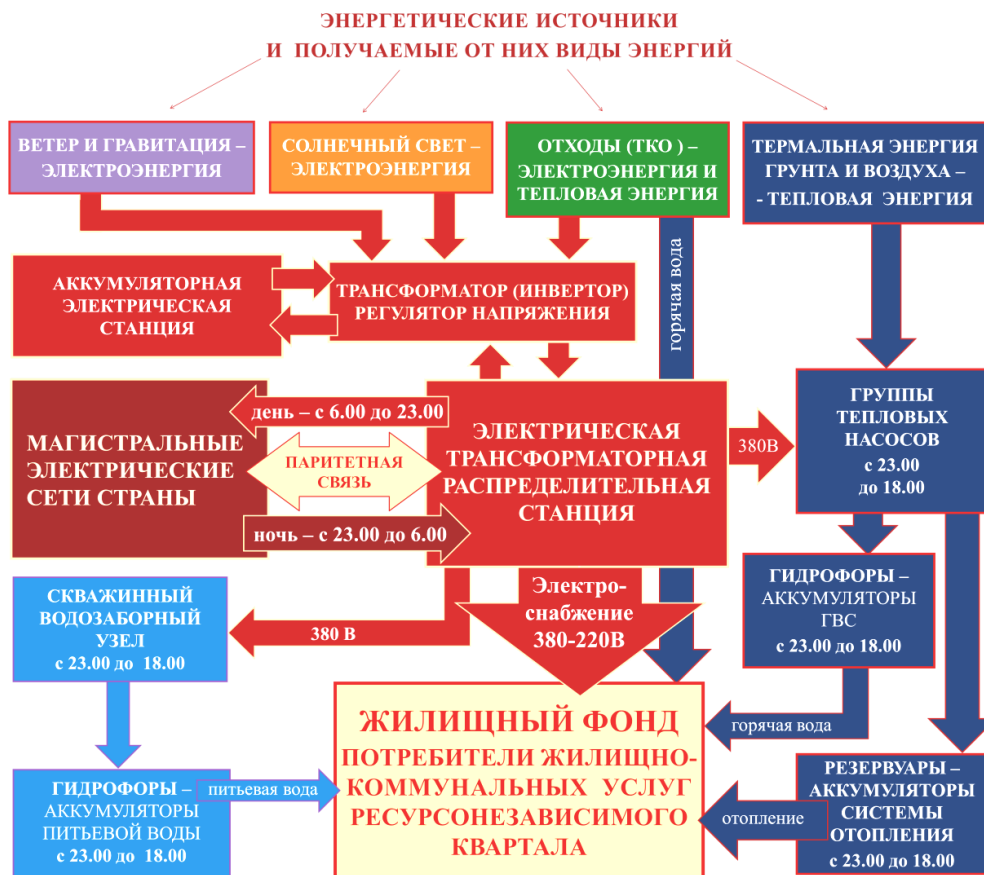 ЭНЕРГЕТИЧЕСКИЕ ИСТОЧНИКИ
И ПОЛУЧАЕМЫЕ ОТ НИХ ВИДЫ ЭНЕРГИЙ
ВЕТЕР И ГРАВИТАЦИЯ –
ЭЛЕКТРОЭНЕРГИЯ
СОЛНЕЧНЫЙ СВЕТ –
ЭЛЕКТРОЭНЕРГИЯ
ОТХОДЫ (ТКО ) –
ЭЛЕКТРОЭНЕРГИЯ И
ТЕПЛОВАЯ ЭНЕРГИЯ
ТЕРМАЛЬНАЯ ЭНЕРГИЯ
ГРУНТА И ВОЗДУХА –
- ТЕПЛОВАЯ ЭНЕРГИЯ
АККУМУЛЯТОРНАЯ
ЭЛЕКТРИЧЕСКАЯ
СТАНЦИЯ
ТРАНСФОРМАТОР (ИНВЕРТОР)
РЕГУЛЯТОР НАПРЯЖЕНИЯ
горячая вода
МАГИСТРАЛЬНЫЕ
ЭЛЕКТРИЧЕСКИЕ
СЕТИ СТРАНЫ
день – с 6.00 до 23.00
ПАРИТЕТНАЯ
СВЯЗЬ
ночь – с 23.00 до 6.00
ЭЛЕКТРИЧЕСКАЯ
ТРАНСФОРМАТОРНАЯ
РАСПРЕДЕЛИТЕЛЬНАЯ
СТАНЦИЯ
380В
ГРУППЫ
ТЕПЛОВЫХ
НАСОСОВ
с 23.00
до 18.00
СКВАЖИННЫЙ
ВОДОЗАБОРНЫЙ
УЗЕЛ
с 23.00 до 18.00
380 В
Электро-
снабжение
380-220В
ГИДРОФОРЫ –
АККУМУЛЯТОРЫ
ГВС
с 23.00 до 18.00
горячая вода
ГИДРОФОРЫ –
АККУМУЛЯТОРЫ
ПИТЬЕВОЙ ВОДЫ
с 23.00 до 18.00
питьевая вода
ЖИЛИЩНЫЙ ФОНД
ПОТРЕБИТЕЛИ ЖИЛИЩНО-
КОММУНАЛЬНЫХ УСЛУГ
РЕСУРСОНЕЗАВИСИМОГО
КВАРТАЛА
отопление
РЕЗЕРВУАРЫ –
АККУМУЛЯТОРЫ
СИСТЕМЫ
ОТОПЛЕНИЯ
с 23.00 до 18.00